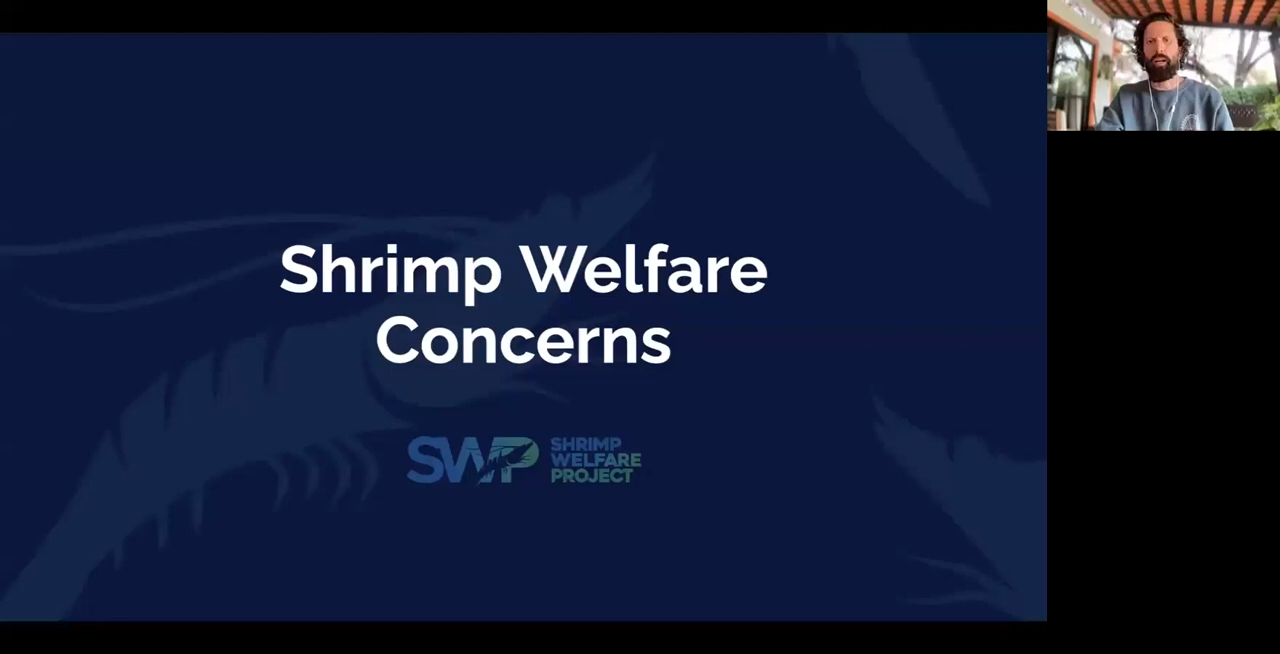 Shrimp Welfare
Concerns
SWP
SHRIMP
WELFARE
PROJECT